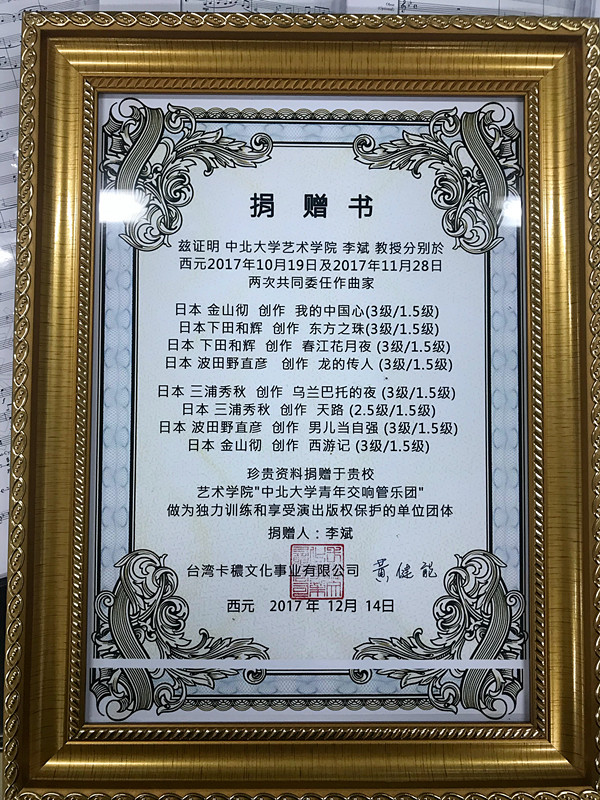 捐 赠 书
兹证明 中北大学艺术学院 李斌 教授分别於
西元2017年10月19日及2017年11月28日
两次共同委任作曲家
日本 金山彻 创作 我的中国心(3级/1.5级)
日本下田和辉 创作 东方之珠(3级/1.5级)
日本 下田和辉 创作 春江花月夜 (3级/1.5级)
日本 波田野直彦 创作 龙的传人 (3级/1.5级)
日本 三浦秀秋 创作 乌兰巴托的夜 (3级/1.5级)
日本 三浦秀秋 创作 天路 (2.5级/1.5级)
日本 波田野直彦 创作 男儿当自强 (3级/1.5级)
日本 金山彻 创作 西游记 (3级/1.5级)
珍贵资料捐赠于贵校
艺术学院"中北大学青年交响管乐团"
做为独力训练和享受演出版权保护的单位团体
捐赠人：李斌
台湾卡穠文化事业有限公司 黄健能
西元 2017 年 12月 14日